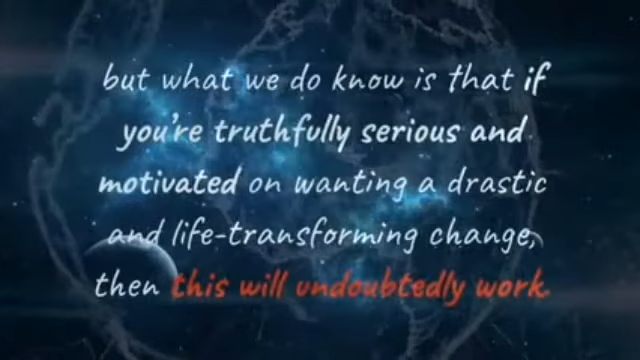 but what we do know is that if
you're truthfully serious and
motivated on wanting a drastic
and life-transforming change,
then this will undoubtedly work.